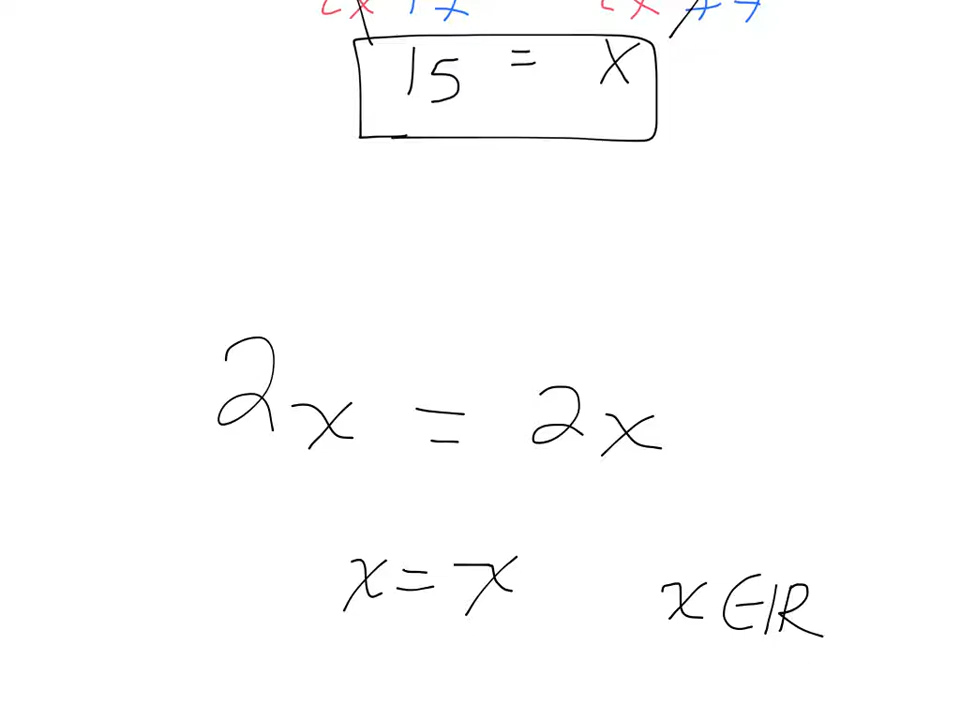 15 = x
2x = 2x
x = x x ∈ ℝ